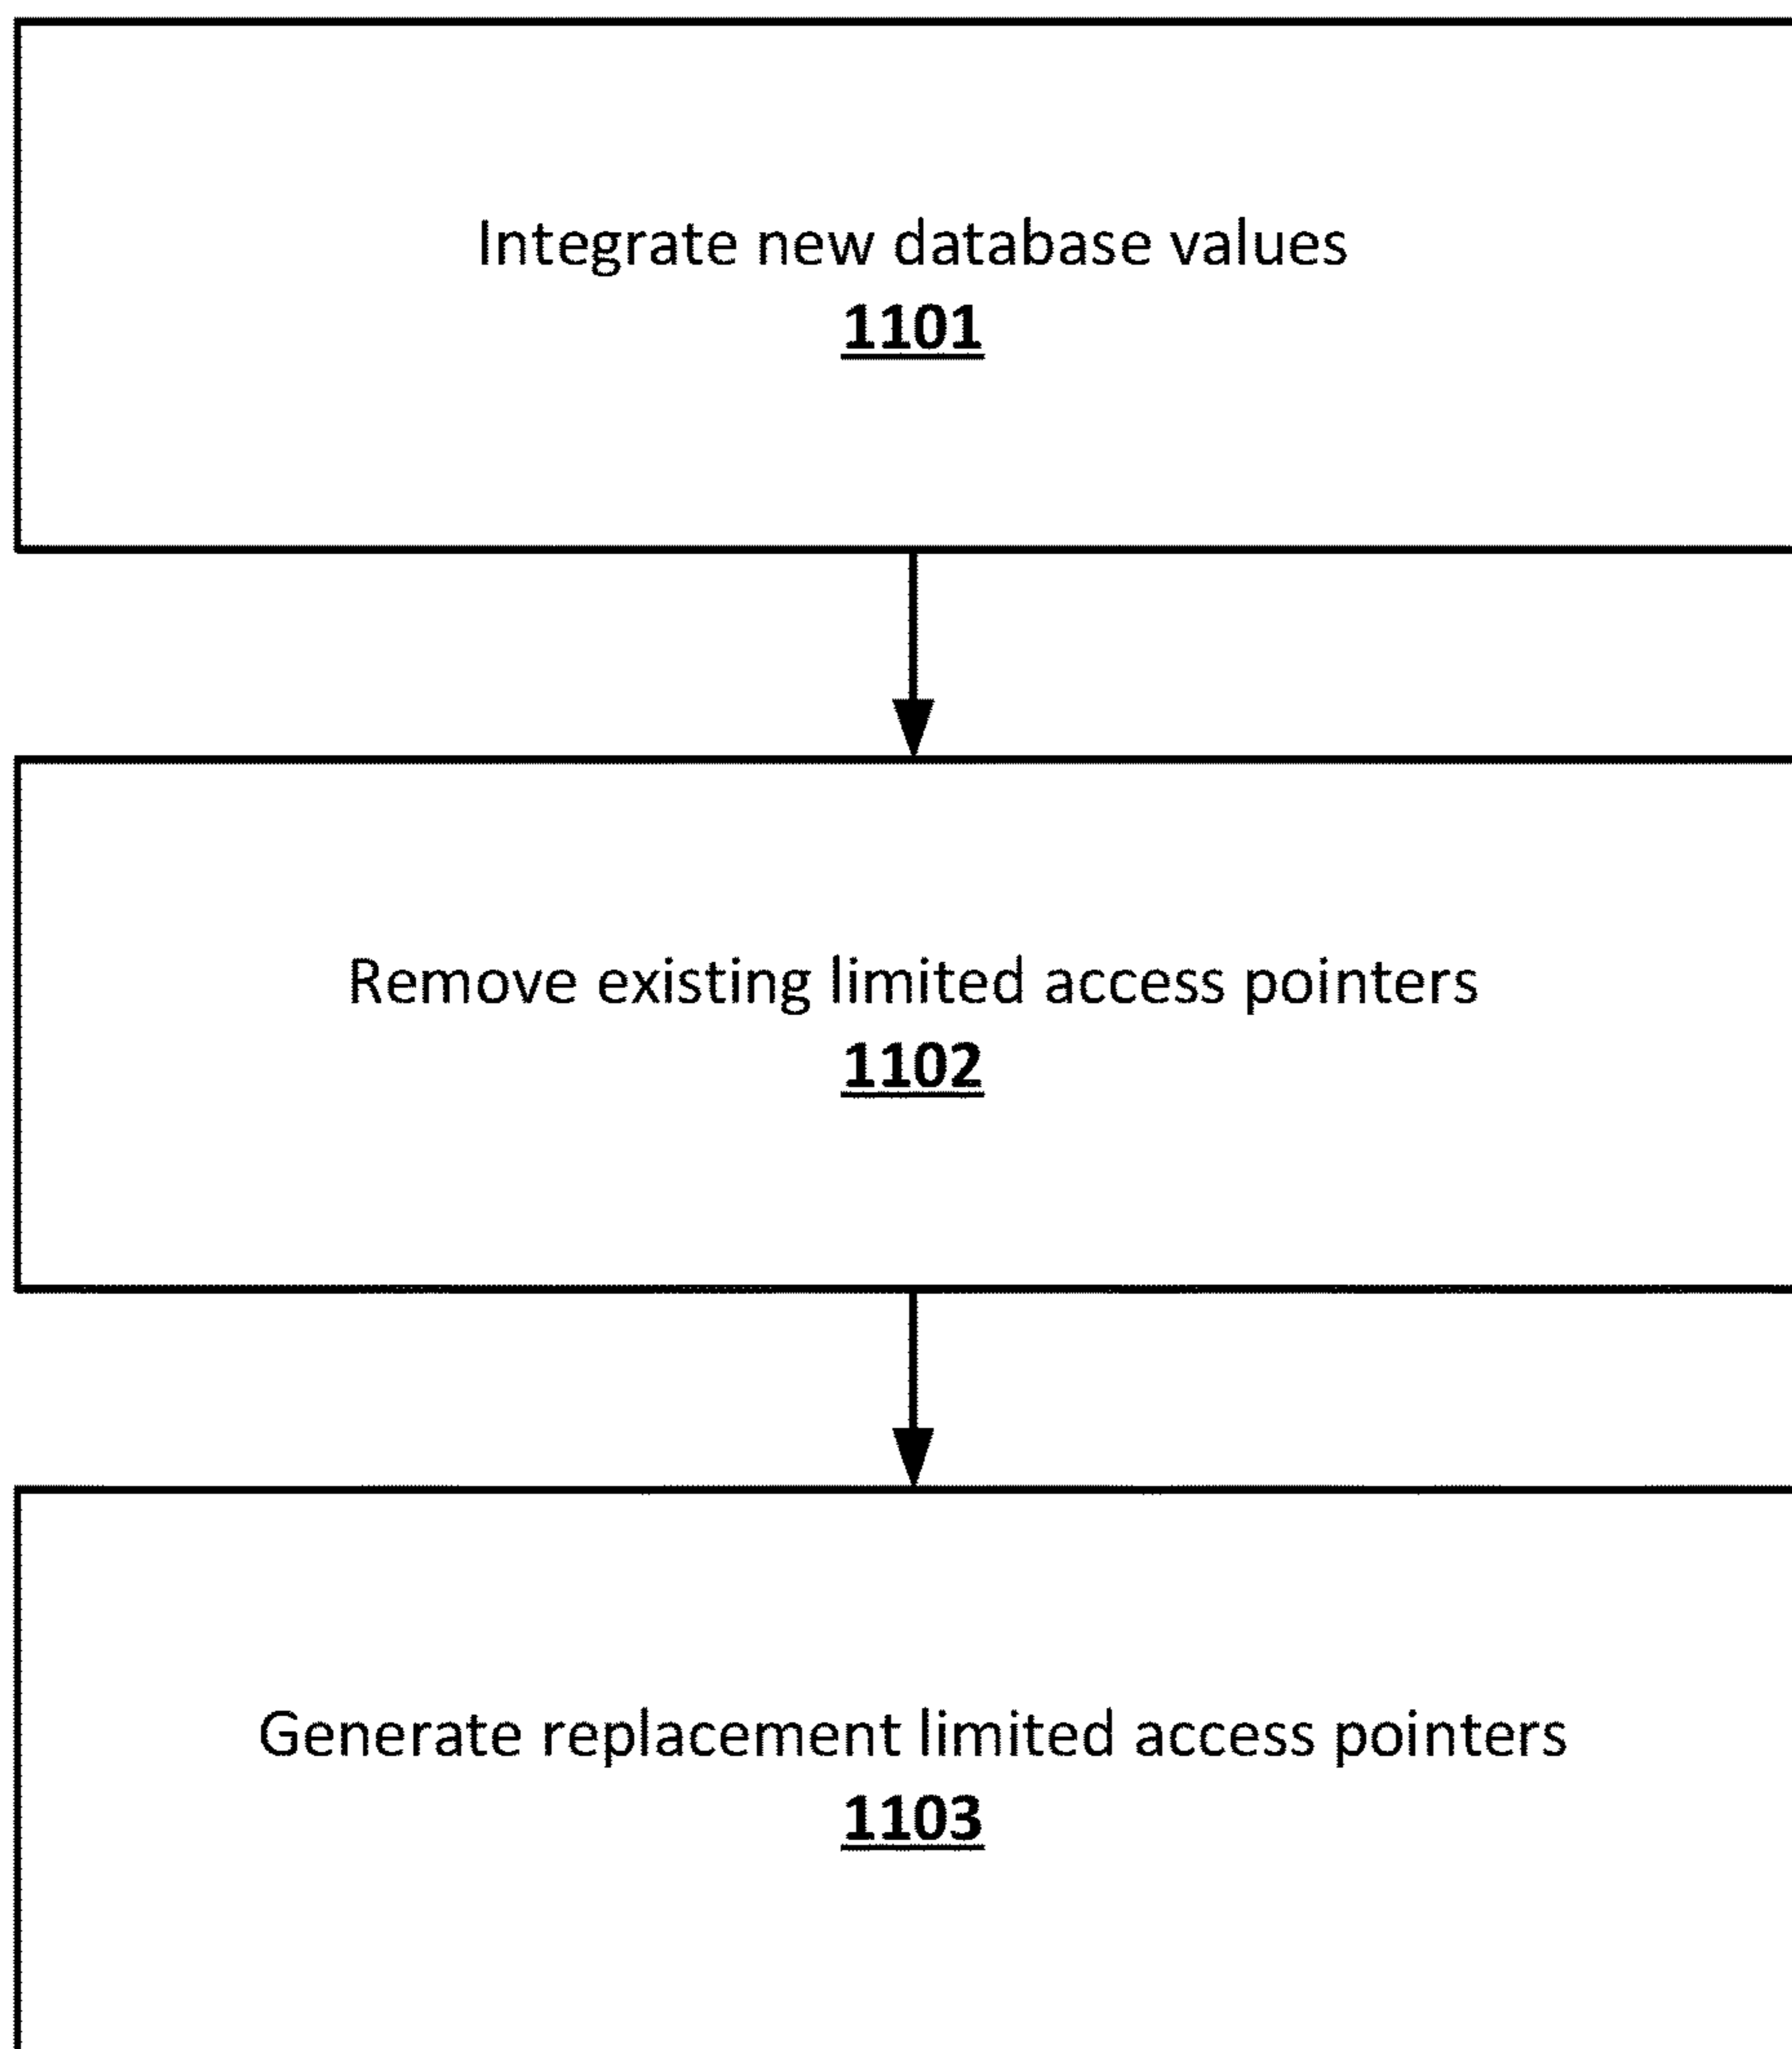 Integrate new database values
1101
Remove existing limited access pointers
1102
Generate replacement limited access pointers
1103